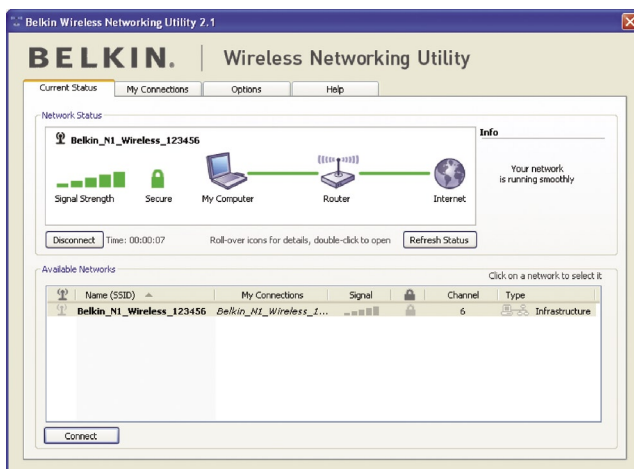 Belkin Wireless Networking Utility 2.1
BELKIN. | Wireless Networking Utility
Current Status My Connections Options Help
Network Status
Belkin_N1_Wireless_123456
Info
Your network
is running smoothly
Signal Strength Secure My Computer Router Internet
Disconnect Time: 00:00:07 Roll-over icons for details, double-click to open Refresh Status
Available Networks
Click on a network to select it
Name (SSID) My Connections Signal Channel Type
Belkin_N1_Wireless_123456 Belkin_N1_Wireless_1... 6 Infrastructure
Connect